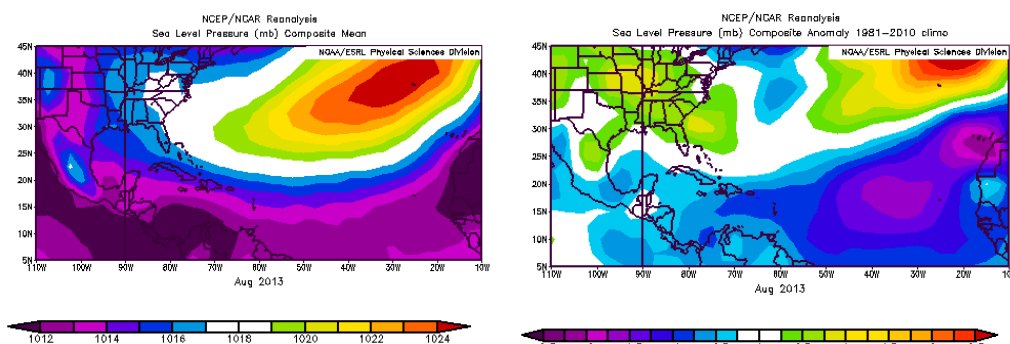 NCEP/NCAR Reanalysis
Sea Level Pressure (mb) Composite Mean
NOAA/ESRL Physical Sciences Division
45N
40N
35N
30N
25N
20N
15N
10N
5N
110W 100W 90W 80W 70W 60W 50W 40W 30W 20W 10W
Aug 2013
1012 1014 1016 1018 1020 1022 1024
NCEP/NCAR Reanalysis
Sea Level Pressure (mb) Composite Anomaly 1981-2010 climo
NOAA/ESRL Physical Sciences Division
45N
40N
35N
30N
25N
20N
15N
10N
5N
110W 100W 90W 80W 70W 60W 50W 40W 30W 20W 10W
Aug 2013